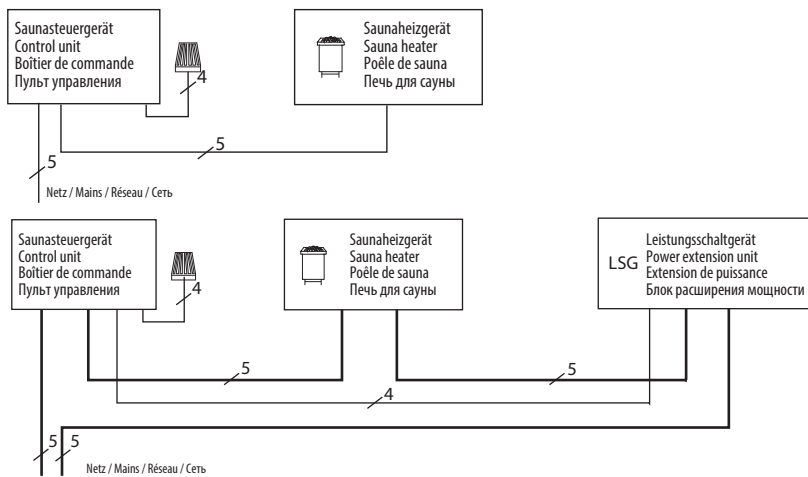 Saunasteuergerät
Control unit
Boîtier de commande
Пульт управления
4
Saunaheizgerät
Sauna heater
Poêle de sauna
Печь для сауны
5
5
Netz / Mains / Réseau / Сеть
Saunasteuergerät
Control unit
Boîtier de commande
Пульт управления
4
Saunaheizgerät
Sauna heater
Poêle de sauna
Печь для сауны
LSG
Leistungsschaltgerät
Power extension unit
Extension de puissance
Блок расширения мощности
5
5
4
5
5
Netz / Mains / Réseau / Сеть